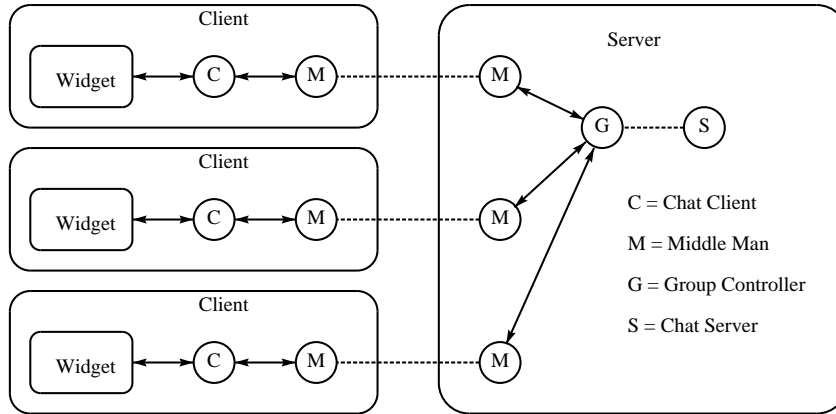 Client
Widget
C
M
Client
Widget
C
M
Client
Widget
C
M
Server
M
G
S
M
M
C = Chat Client
M = Middle Man
G = Group Controller
S = Chat Server